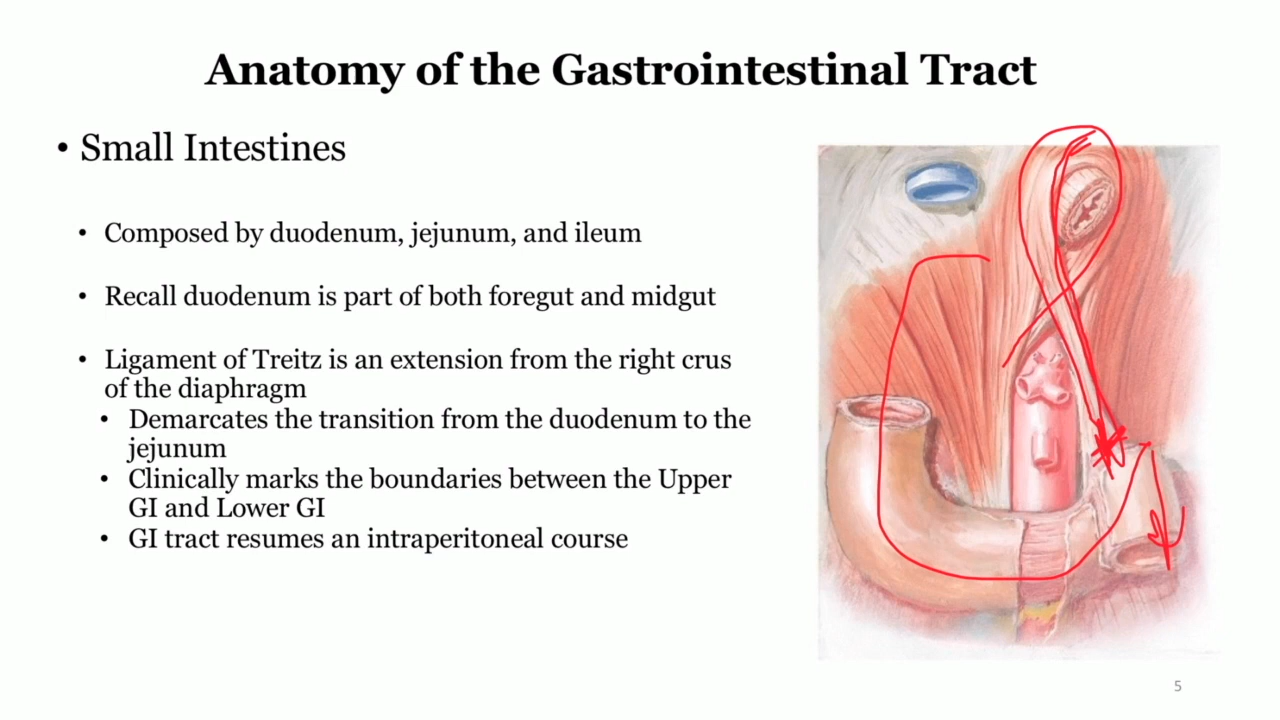 Anatomy of the Gastrointestinal Tract
• Small Intestines
• Composed by duodenum, jejunum, and ileum
• Recall duodenum is part of both foregut and midgut
• Ligament of Treitz is an extension from the right crus
of the diaphragm
• Demarcates the transition from the duodenum to the
jejunum
• Clinically marks the boundaries between the Upper
GI and Lower GI
• GI tract resumes an intraperitoneal course
5